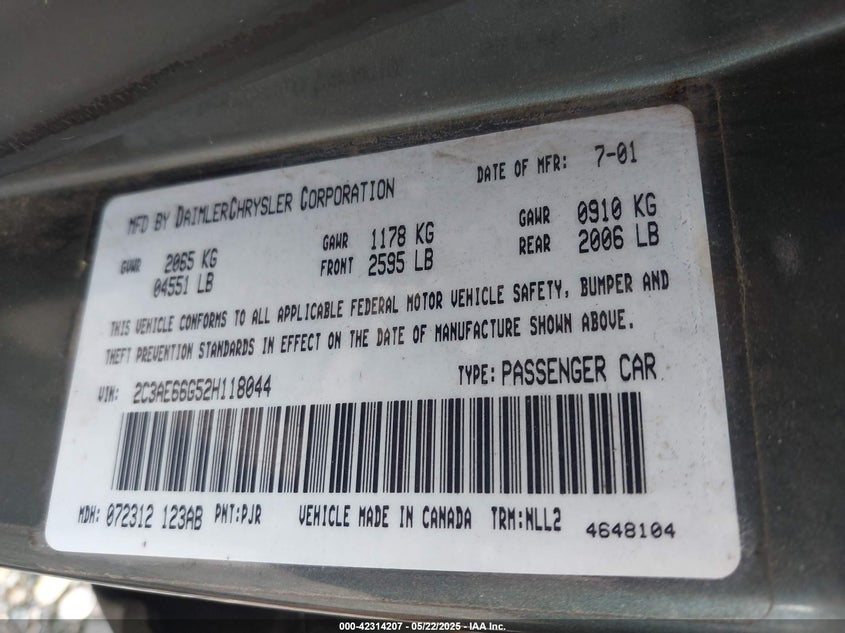 MFD BY DAIMLERCHRYSLER CORPORATION DATE OF MFR: 7-01
GVWR 2065 KG GAWR 1178 KG GAWR 0910 KG
04551 LB FRONT 2595 LB REAR 2006 LB
THIS VEHICLE CONFORMS TO ALL APPLICABLE FEDERAL MOTOR VEHICLE SAFETY, BUMPER AND
THEFT PREVENTION STANDARDS IN EFFECT ON THE DATE OF MANUFACTURE SHOWN ABOVE.
VIN: 2C3AE66G52H118044 TYPE: PASSENGER CAR
MDH: 072312 123AB PNT:PJR VEHICLE MADE IN CANADA TRM:NLL2 4648104
000-42314207 - 05/22/2025 - IAA Inc.